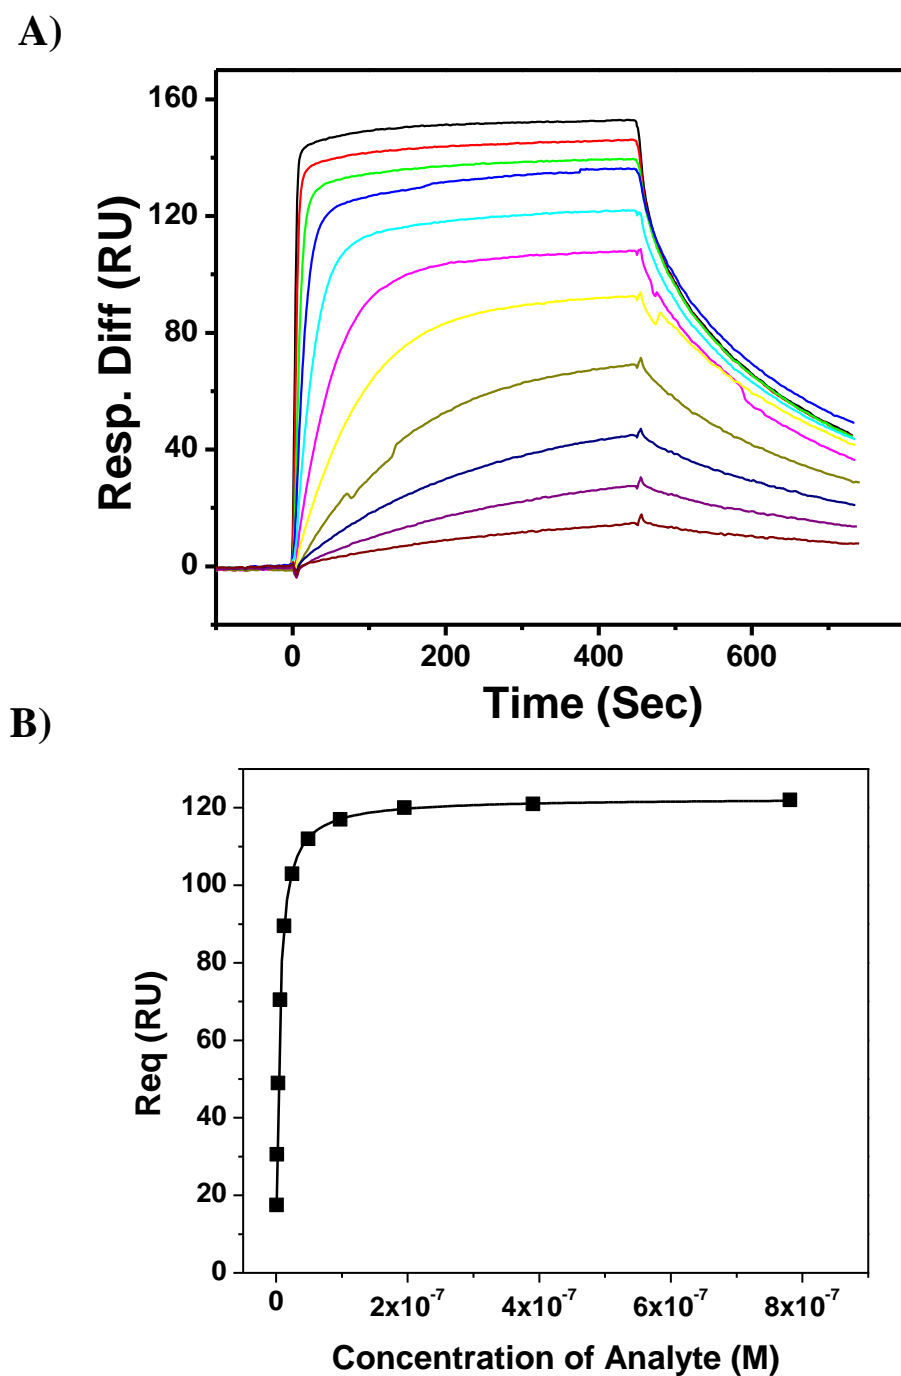 A)
Resp. Diff (RU)
160
120
80
40
0
0 200 400 600
Time (Sec)
B)
Req (RU)
120
100
80
60
40
20
0
0 2x10⁻⁷ 4x10⁻⁷ 6x10⁻⁷ 8x10⁻⁷
Concentration of Analyte (M)